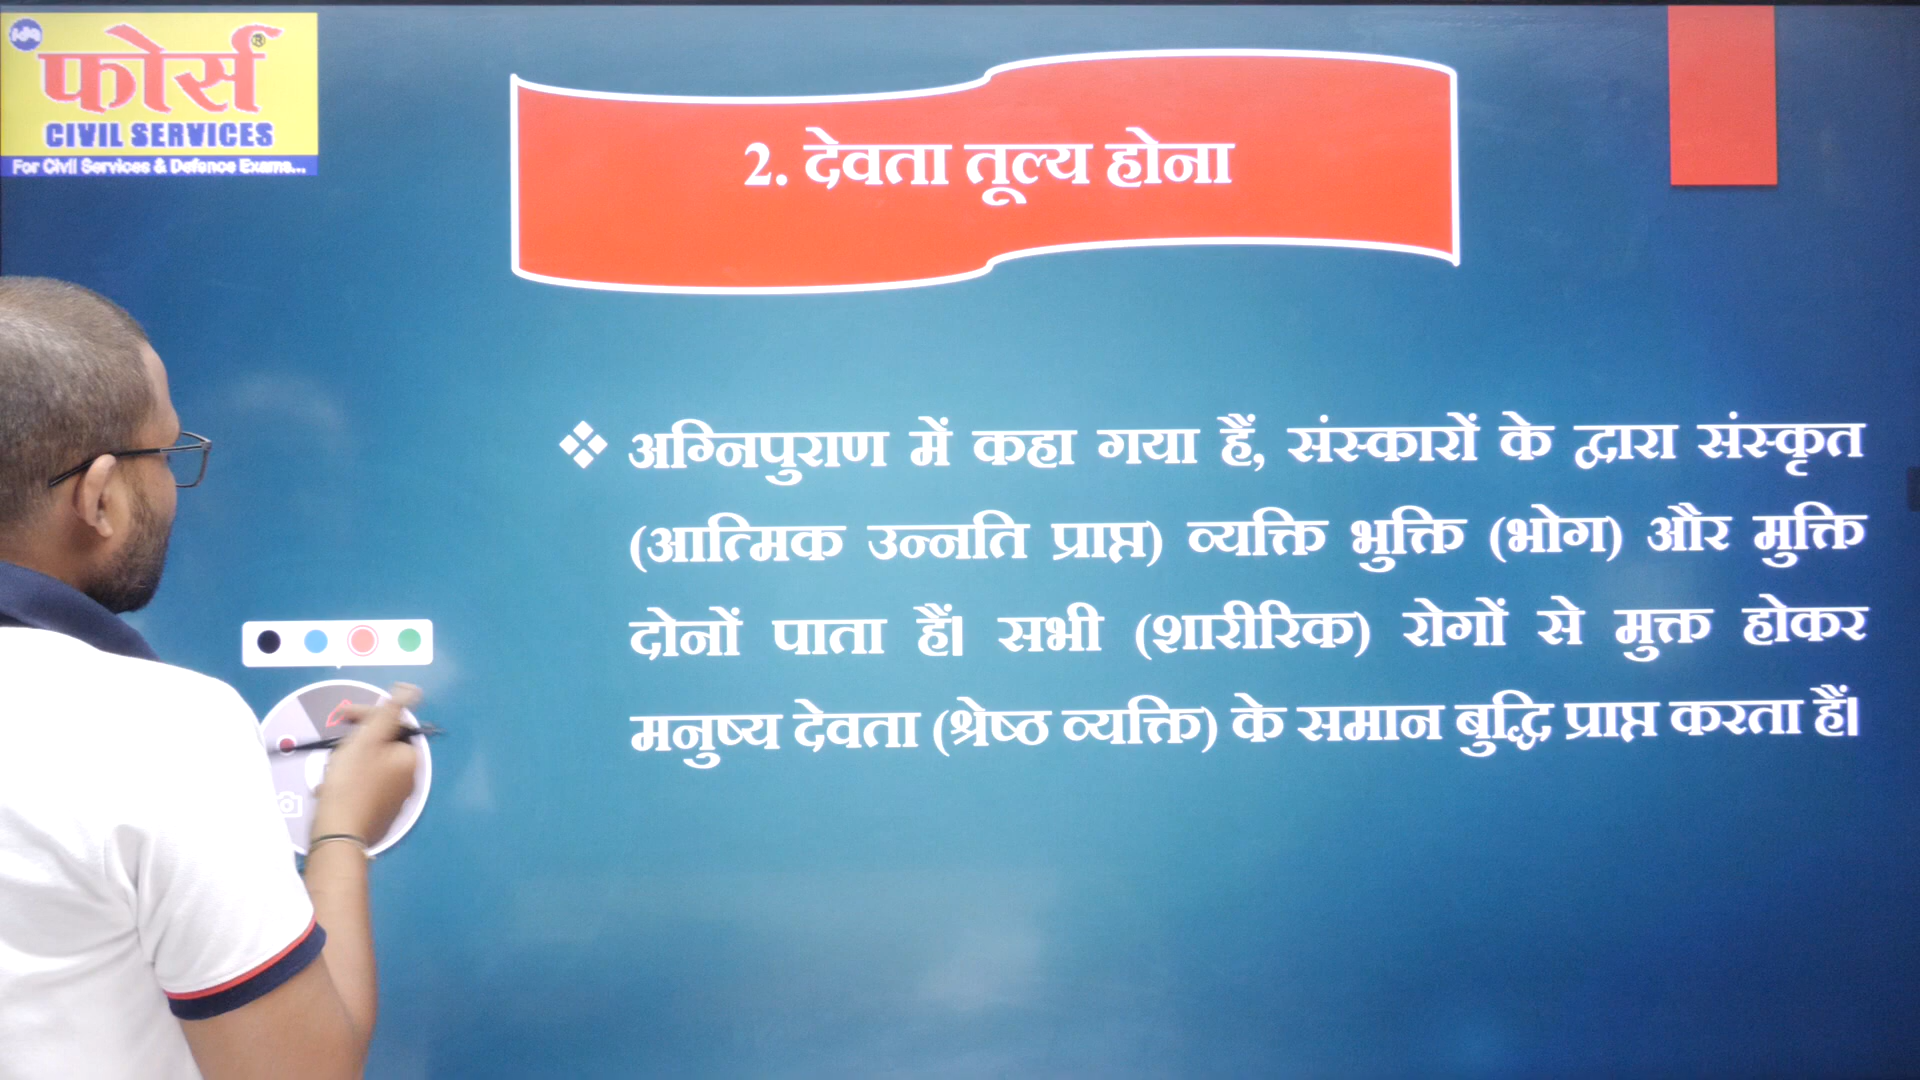 फोर्स®
CIVIL SERVICES
For Civil Services & Defence Exams...
2. देवता तूल्य होना
❖ अग्निपुराण में कहा गया हैं, संस्कारों के द्वारा संस्कृत
(आत्मिक उन्नति प्राप्त) व्यक्ति भुक्ति (भोग) और मुक्ति
दोनों पाता हैं। सभी (शारीरिक) रोगों से मुक्त होकर
मनुष्य देवता (श्रेष्ठ व्यक्ति) के समान बुद्धि प्राप्त करता हैं।